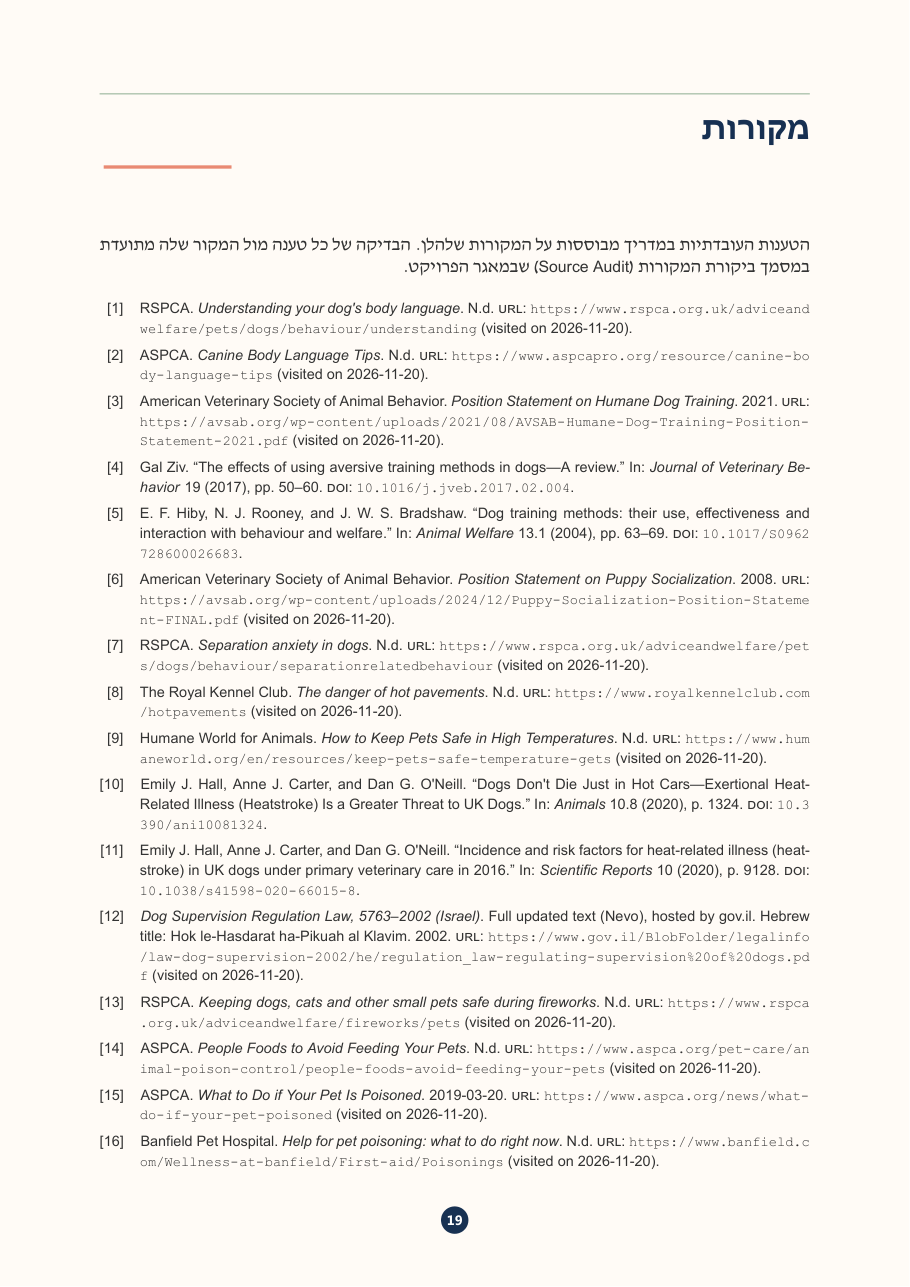 מקורות
הטענות העובדתיות במדריך מבוססות על המקורות שלהלן. הבדיקה של כל טענה מול המקור שלה מתועדת
במסמך ביקורת המקורות (Source Audit) שבמאגר הפרויקט.
[1] RSPCA. Understanding your dog's body language. N.d. URL: https://www.rspca.org.uk/adviceand
welfare/pets/dogs/behaviour/understanding (visited on 2026-11-20).
[2] ASPCA. Canine Body Language Tips. N.d. URL: https://www.aspcapro.org/resource/canine-bo
dy-language-tips (visited on 2026-11-20).
[3] American Veterinary Society of Animal Behavior. Position Statement on Humane Dog Training. 2021. URL:
https://avsab.org/wp-content/uploads/2021/08/AVSAB-Humane-Dog-Training-Position-
Statement-2021.pdf (visited on 2026-11-20).
[4] Gal Ziv. “The effects of using aversive training methods in dogs—A review.” In: Journal of Veterinary Be-
havior 19 (2017), pp. 50–60. DOI: 10.1016/j.jveb.2017.02.004.
[5] E. F. Hiby, N. J. Rooney, and J. W. S. Bradshaw. “Dog training methods: their use, effectiveness and
interaction with behaviour and welfare.” In: Animal Welfare 13.1 (2004), pp. 63–69. DOI: 10.1017/S0962
728600026683.
[6] American Veterinary Society of Animal Behavior. Position Statement on Puppy Socialization. 2008. URL:
https://avsab.org/wp-content/uploads/2024/12/Puppy-Socialization-Position-Stateme
nt-FINAL.pdf (visited on 2026-11-20).
[7] RSPCA. Separation anxiety in dogs. N.d. URL: https://www.rspca.org.uk/adviceandwelfare/pet
s/dogs/behaviour/separationrelatedbehaviour (visited on 2026-11-20).
[8] The Royal Kennel Club. The danger of hot pavements. N.d. URL: https://www.royalkennelclub.com
/hotpavements (visited on 2026-11-20).
[9] Humane World for Animals. How to Keep Pets Safe in High Temperatures. N.d. URL: https://www.hum
aneworld.org/en/resources/keep-pets-safe-temperature-gets (visited on 2026-11-20).
[10] Emily J. Hall, Anne J. Carter, and Dan G. O'Neill. “Dogs Don't Die Just in Hot Cars—Exertional Heat-
Related Illness (Heatstroke) Is a Greater Threat to UK Dogs.” In: Animals 10.8 (2020), p. 1324. DOI: 10.3
390/ani10081324.
[11] Emily J. Hall, Anne J. Carter, and Dan G. O'Neill. “Incidence and risk factors for heat-related illness (heat-
stroke) in UK dogs under primary veterinary care in 2016.” In: Scientific Reports 10 (2020), p. 9128. DOI:
10.1038/s41598-020-66015-8.
[12] Dog Supervision Regulation Law, 5763–2002 (Israel). Full updated text (Nevo), hosted by gov.il. Hebrew
title: Hok le-Hasdarat ha-Pikuah al Klavim. 2002. URL: https://www.gov.il/BlobFolder/legalinfo
/law-dog-supervision-2002/he/regulation_law-regulating-supervision%20of%20dogs.pd
f (visited on 2026-11-20).
[13] RSPCA. Keeping dogs, cats and other small pets safe during fireworks. N.d. URL: https://www.rspca
.org.uk/adviceandwelfare/fireworks/pets (visited on 2026-11-20).
[14] ASPCA. People Foods to Avoid Feeding Your Pets. N.d. URL: https://www.aspca.org/pet-care/an
imal-poison-control/people-foods-avoid-feeding-your-pets (visited on 2026-11-20).
[15] ASPCA. What to Do if Your Pet Is Poisoned. 2019-03-20. URL: https://www.aspca.org/news/what-
do-if-your-pet-poisoned (visited on 2026-11-20).
[16] Banfield Pet Hospital. Help for pet poisoning: what to do right now. N.d. URL: https://www.banfield.c
om/Wellness-at-banfield/First-aid/Poisonings (visited on 2026-11-20).
19